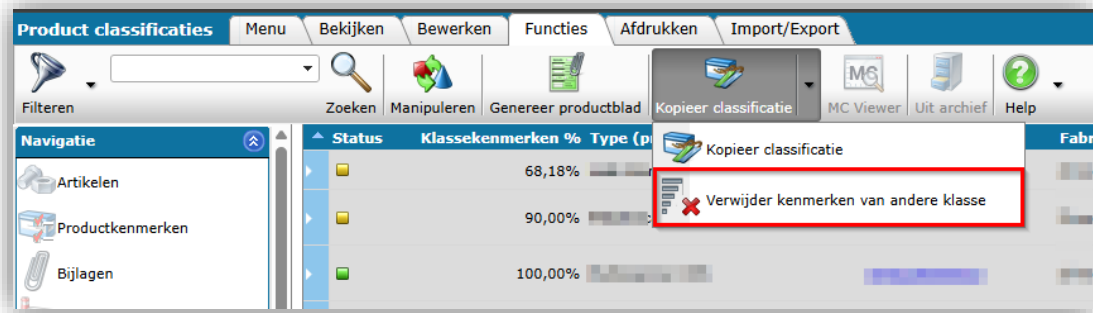 Product classificaties Menu Bekijken Bewerken Functies Afdrukken Import/Export
Filteren Zoeken Manipuleren Genereer productblad Kopieer classificatie MC Viewer Uit archief Help
Navigatie Status Klassekenmerken % Type (p Fabr
Kopieer classificatie
Artikelen 68,18%
Verwijder kenmerken van andere klasse
Productkenmerken 90,00%
Bijlagen 100,00%